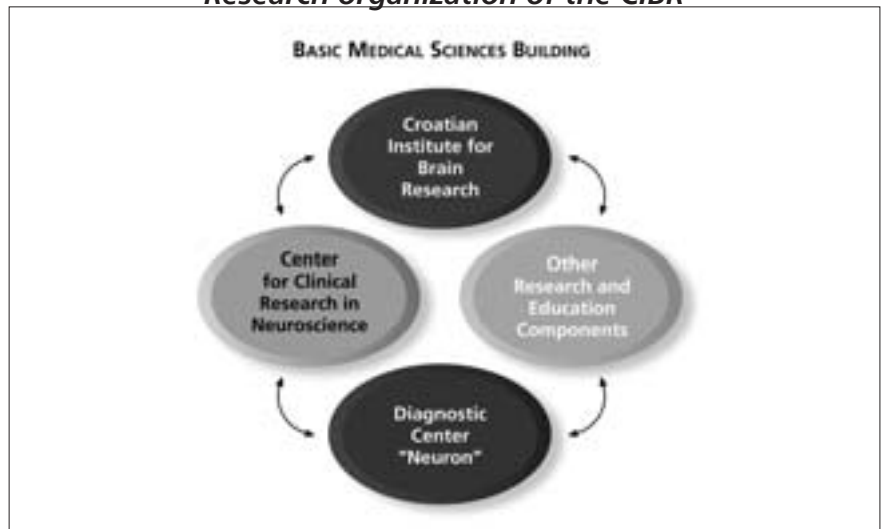 Research organization of the CIBR
BASIC MEDICAL SCIENCES BUILDING
Croatian
Institute for
Brain
Research
Center
for Clinical
Research in
Neuroscience
Other
Research and
Education
Components
Diagnostic
Center
"Neuron"